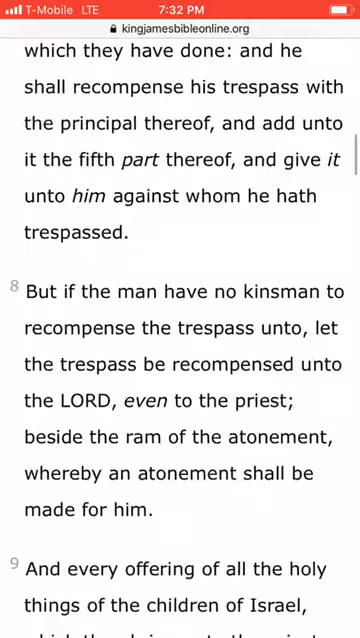 T-Mobile LTE 7:32 PM
kingjamesbibleonline.org
which they have done: and he
shall recompense his trespass with
the principal thereof, and add unto
it the fifth part thereof, and give it
unto him against whom he hath
trespassed.
8 But if the man have no kinsman to
recompense the trespass unto, let
the trespass be recompensed unto
the LORD, even to the priest;
beside the ram of the atonement,
whereby an atonement shall be
made for him.
9 And every offering of all the holy
things of the children of Israel,